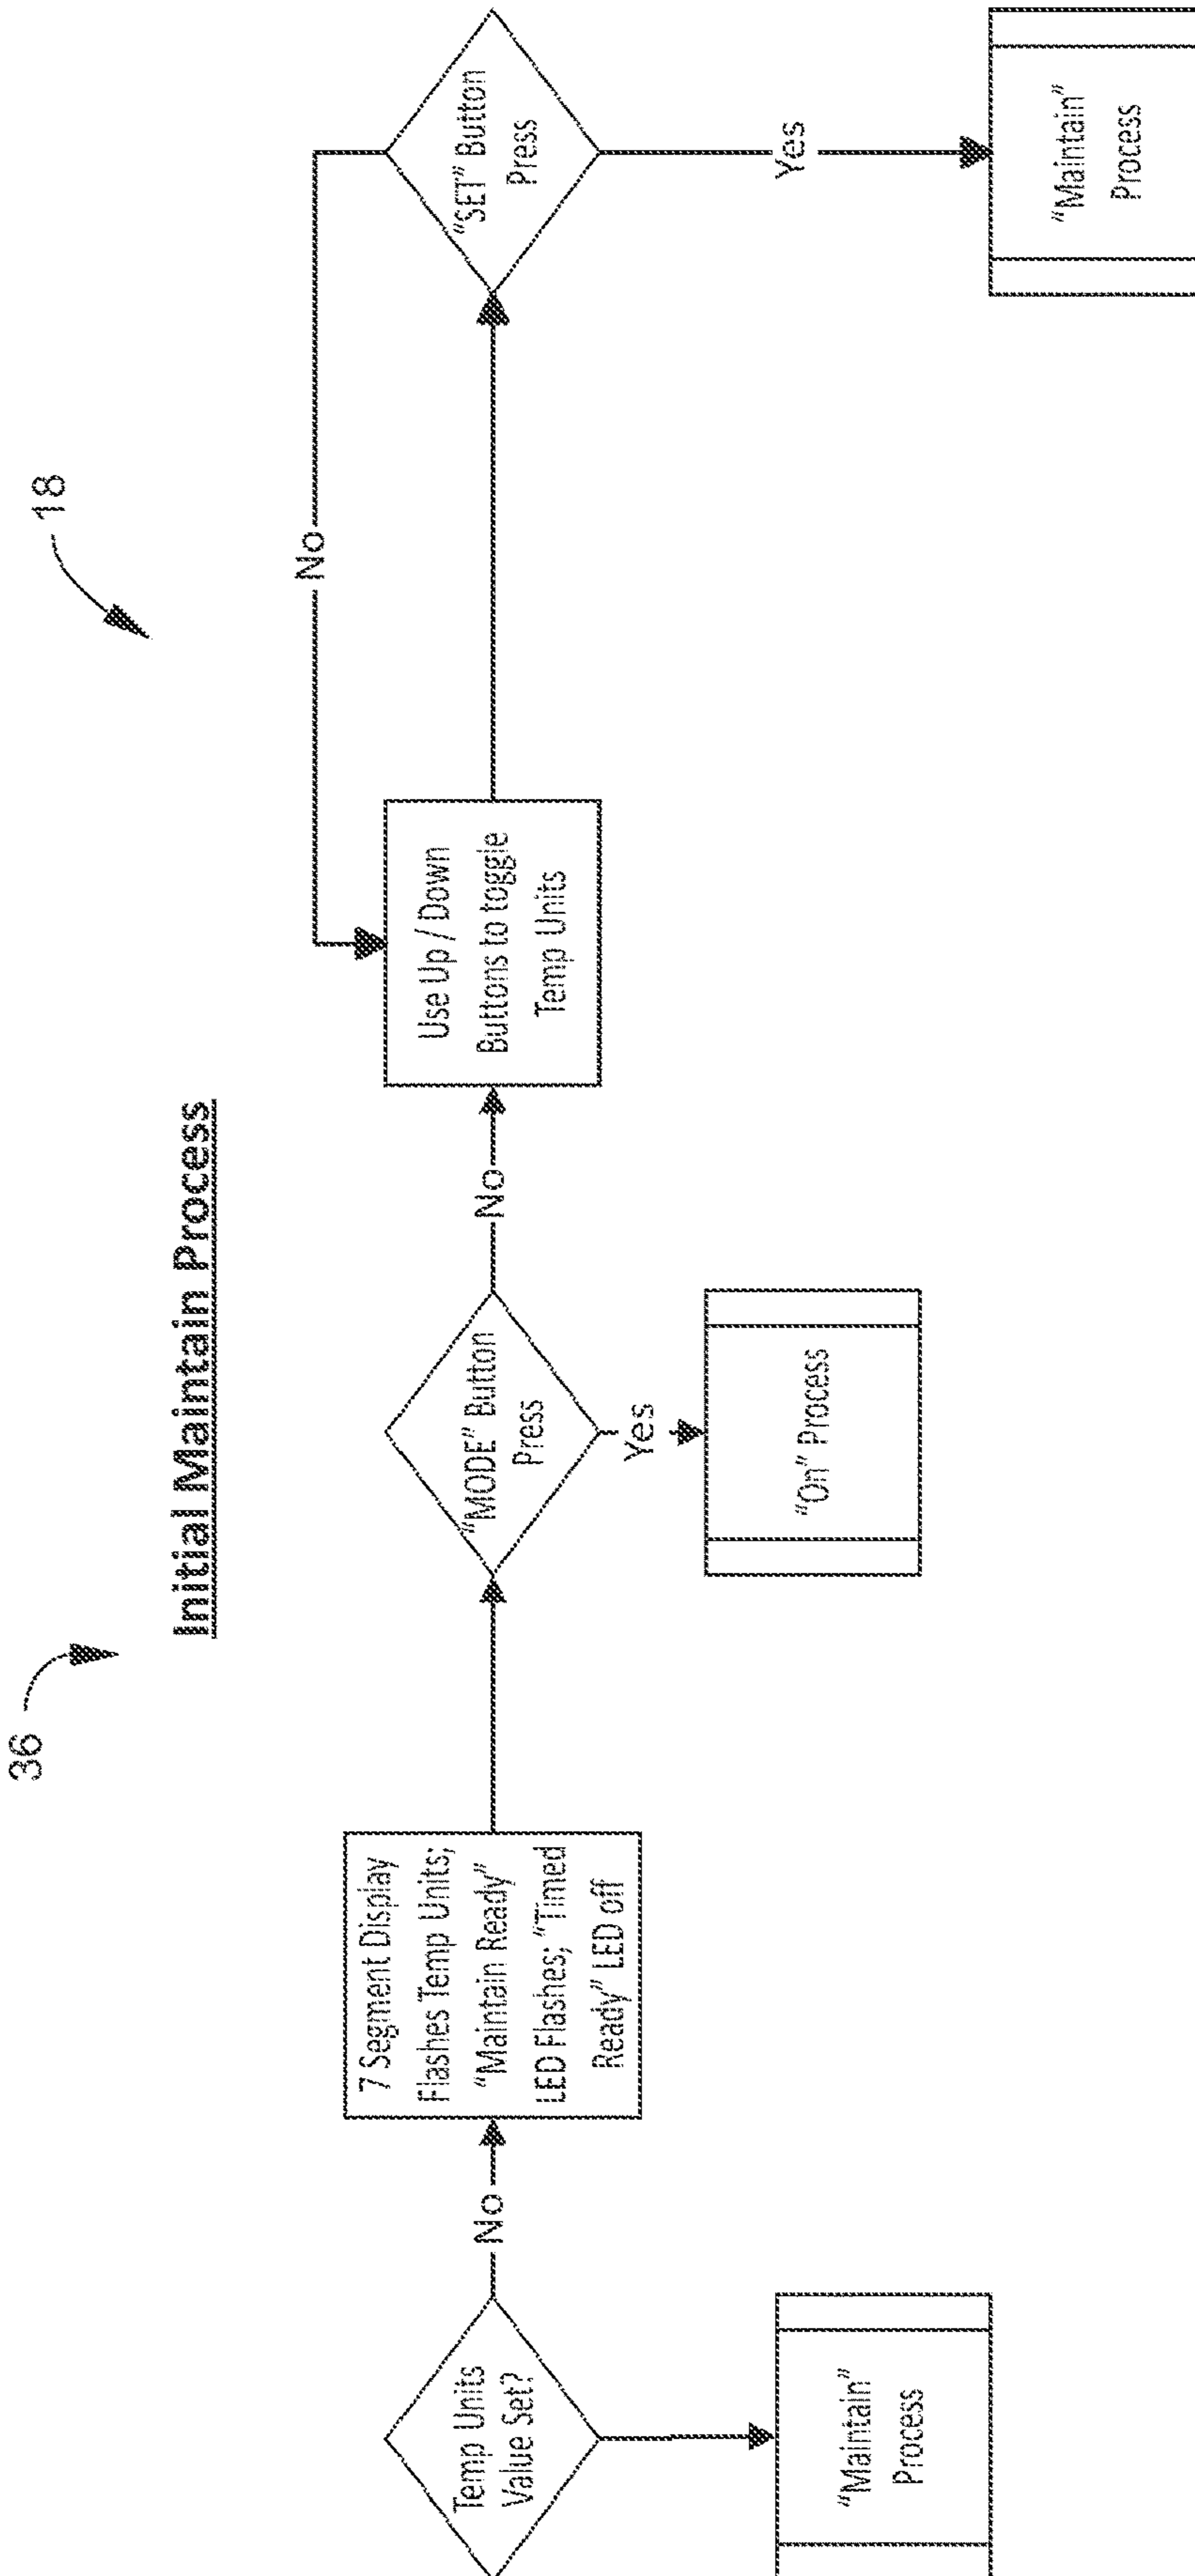 36
18
Initial Maintain Process
Temp Units
Value Set?
No
"Maintain"
Process
7 Segment Display
Flashes Temp Units;
"Maintain Ready"
LED Flashes; "Timed
Ready" LED off
"MODE" Button
Press
No
Yes
"On" Process
Use Up / Down
Buttons to toggle
Temp Units
No
"SET" Button
Press
Yes
"Maintain"
Process